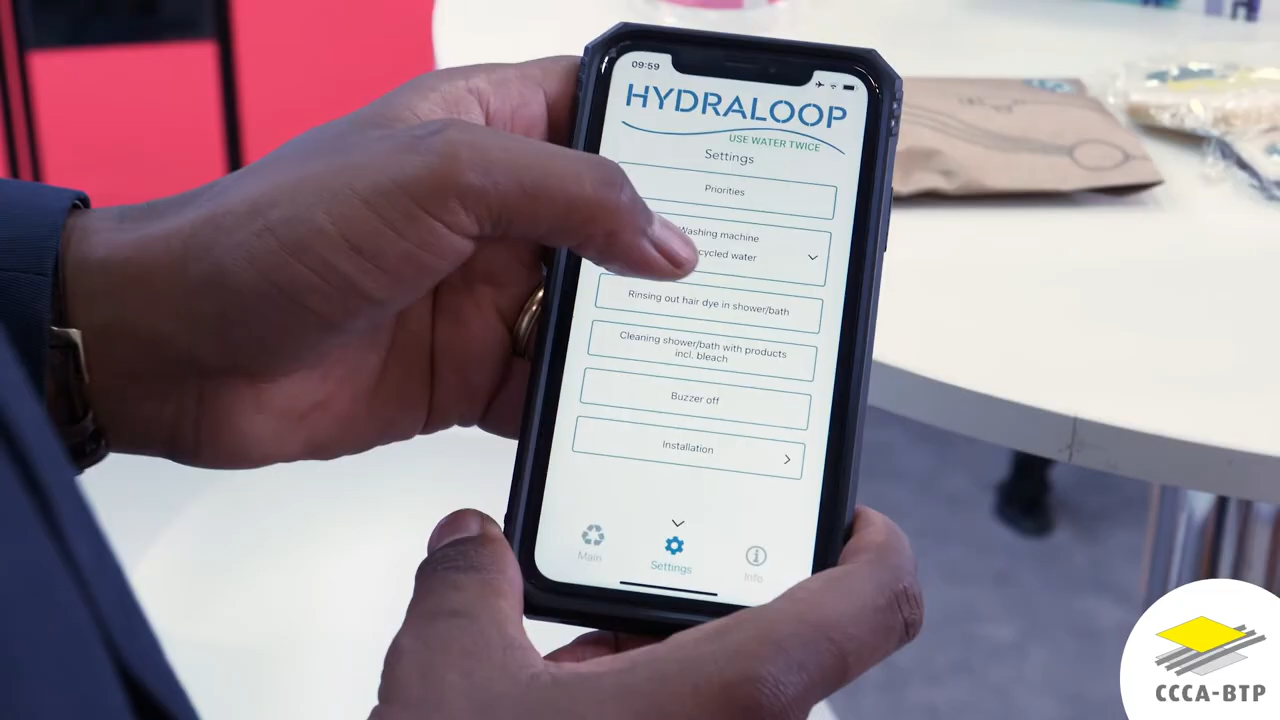 09:59
HYDRALOOP
USE WATER TWICE
Settings
Priorities
Washing machine
water
Rinsing out hair dye in shower/bath
Cleaning shower/bath with products
incl. bleach
Buzzer off
Installation
Main
Settings
Info
CCCA-BTP